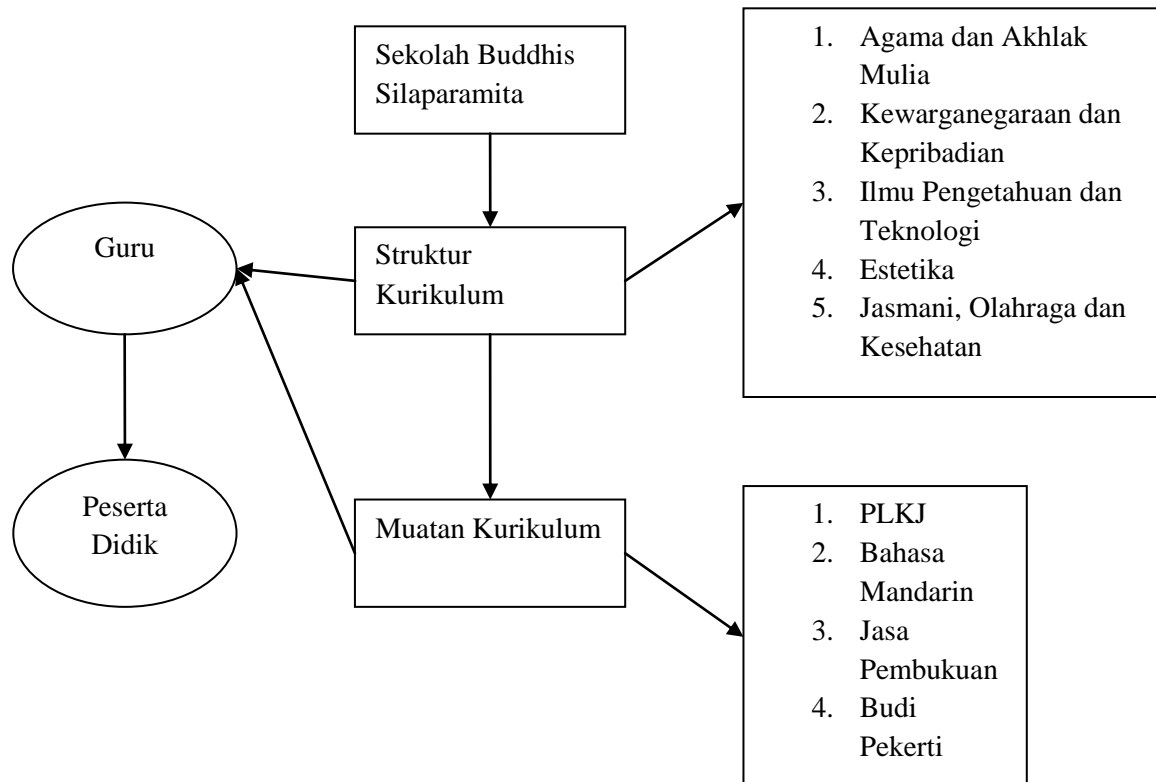 Sekolah Buddhis
Silaparamita
1. Agama dan Akhlak
Mulia
2. Kewarganegaraan dan
Kepribadian
3. Ilmu Pengetahuan dan
Teknologi
4. Estetika
5. Jasmani, Olahraga dan
Kesehatan
Guru
Struktur
Kurikulum
Peserta
Didik
Muatan Kurikulum
1. PLKJ
2. Bahasa
Mandarin
3. Jasa
Pembukuan
4. Budi
Pekerti